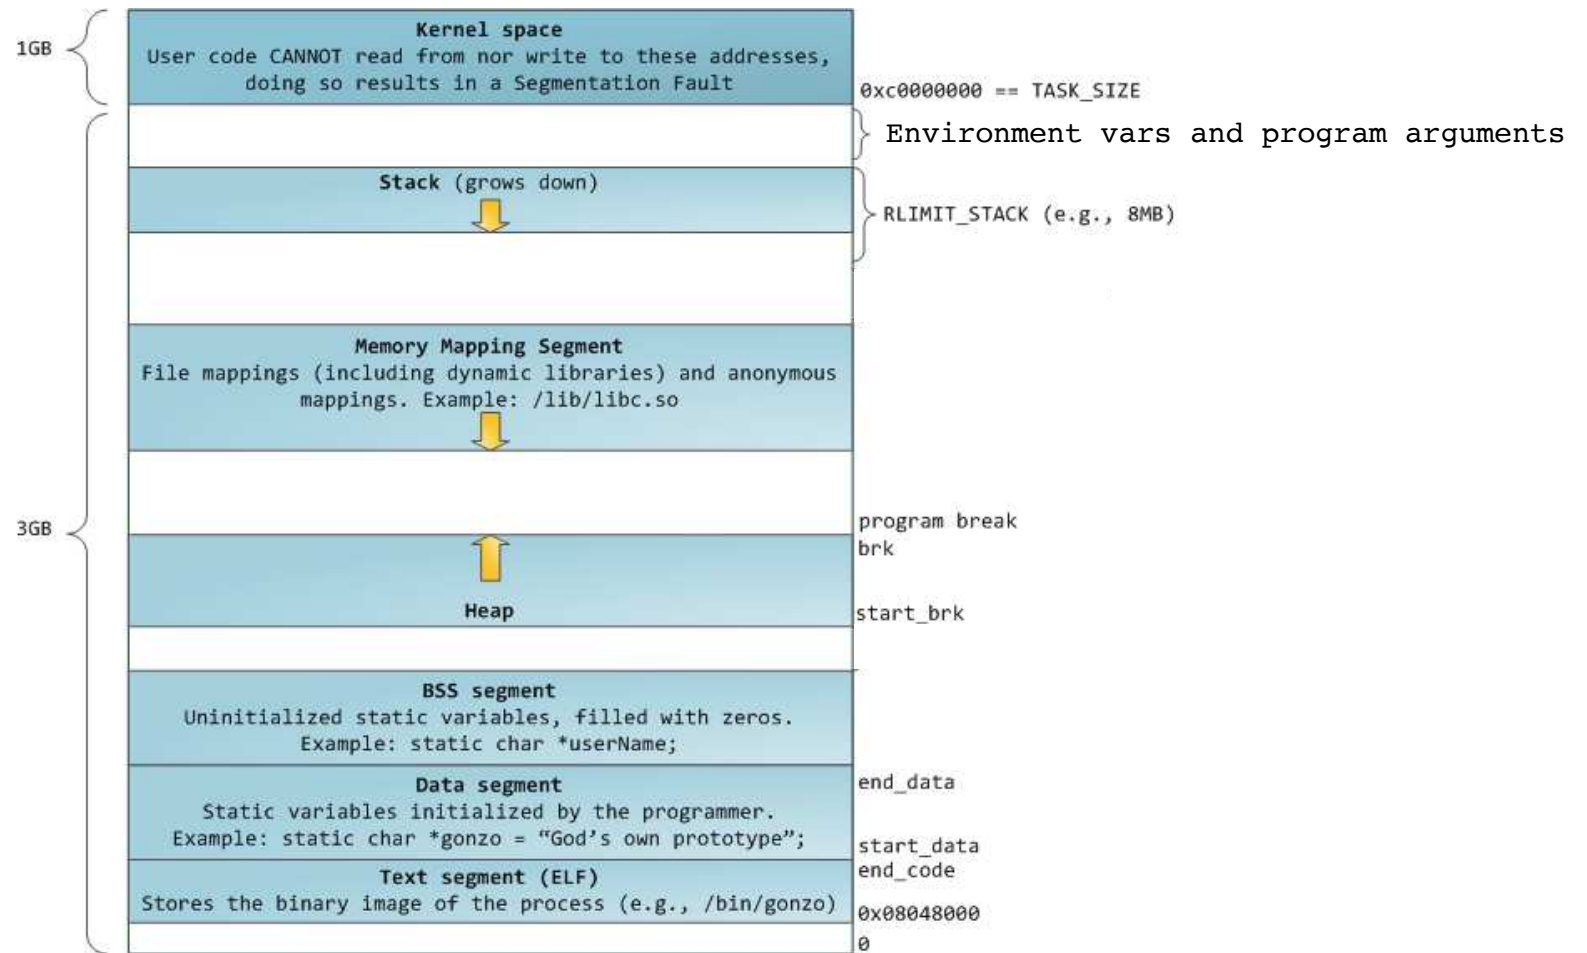 1GB
Kernel space
User code CANNOT read from nor write to these addresses,
doing so results in a Segmentation Fault
0xc0000000 == TASK_SIZE
Environment vars and program arguments
Stack (grows down)
RLIMIT_STACK (e.g., 8MB)
Memory Mapping Segment
File mappings (including dynamic libraries) and anonymous
mappings. Example: /lib/libc.so
3GB
program break
brk
Heap
start_brk
BSS segment
Uninitialized static variables, filled with zeros.
Example: static char *userName;
Data segment
Static variables initialized by the programmer.
Example: static char *gonzo = “God’s own prototype”;
end_data
start_data
end_code
Text segment (ELF)
Stores the binary image of the process (e.g., /bin/gonzo)
0x08048000
0